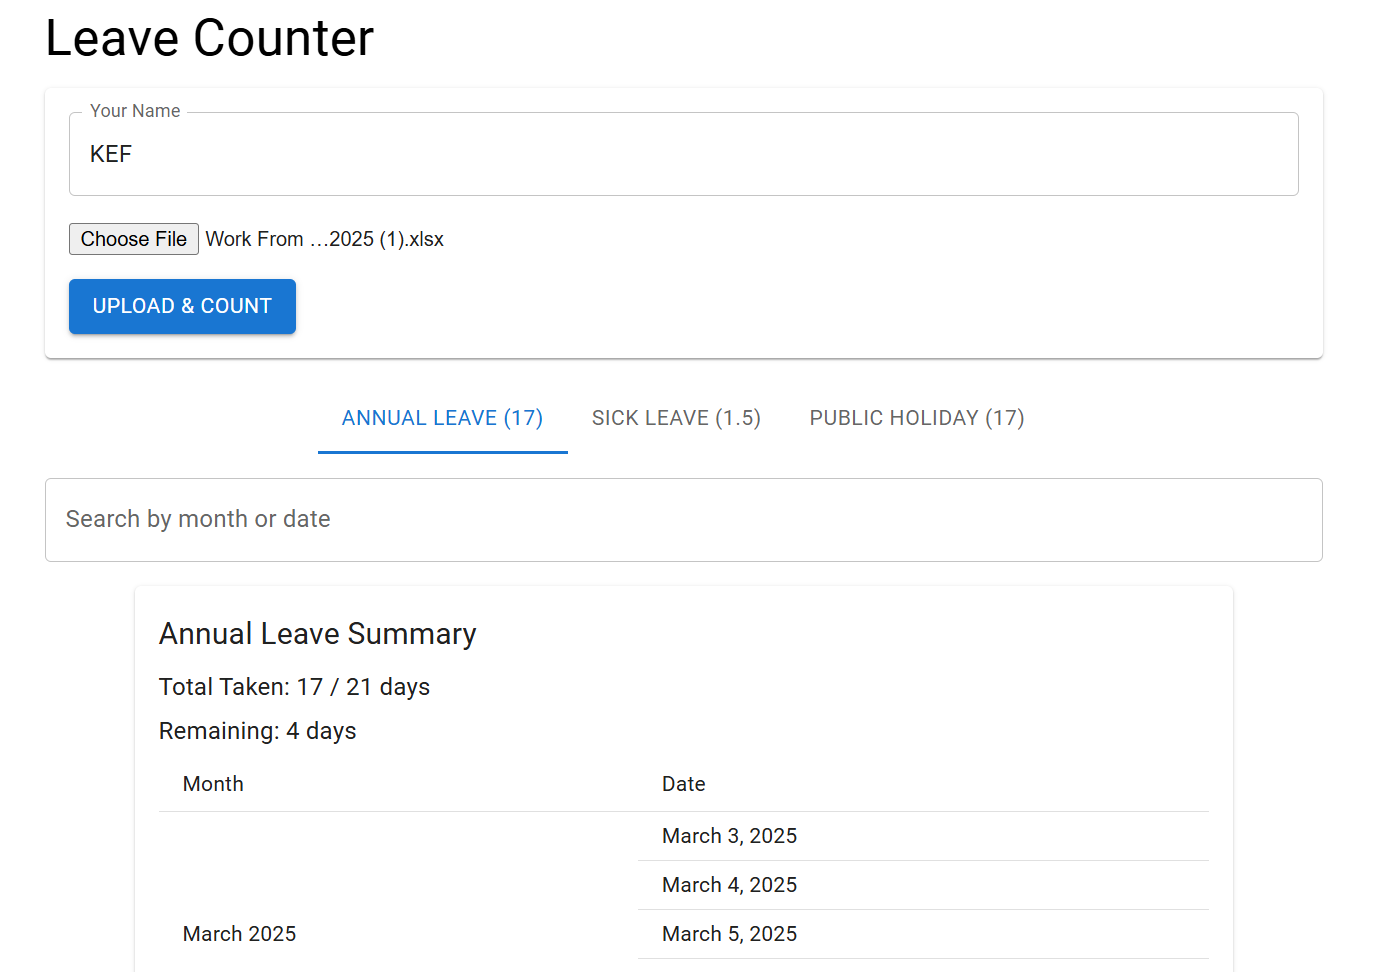 Leave Counter
Your Name
KEF
Choose File Work From ...2025 (1).xlsx
UPLOAD & COUNT
ANNUAL LEAVE (17) SICK LEAVE (1.5) PUBLIC HOLIDAY (17)
Search by month or date
Annual Leave Summary
Total Taken: 17 / 21 days
Remaining: 4 days
Month Date
March 3, 2025
March 4, 2025
March 2025 March 5, 2025